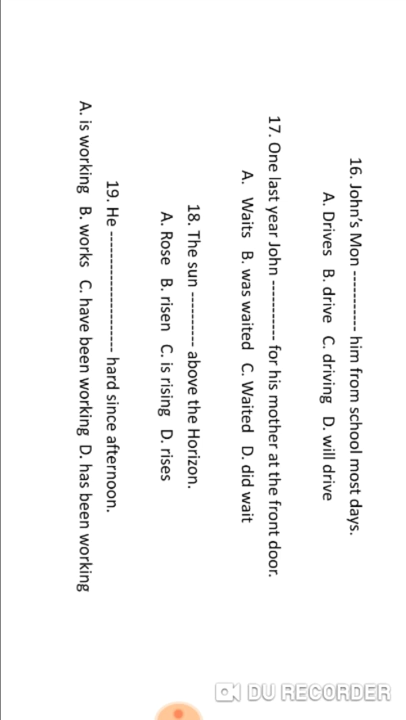 16. John's Mon ------------ him from school most days.
A. Drives B. drive C. driving D. will drive
17. One last year John ------------ for his mother at the front door.
A. Waits B. was waited C. Waited D. did wait
18. The sun ----------- above the Horizon.
A. Rose B. risen C. is rising D. rises
19. He ------------------------ hard since afternoon.
A. is working B. works C. have been working D. has been working
DU RECORDER